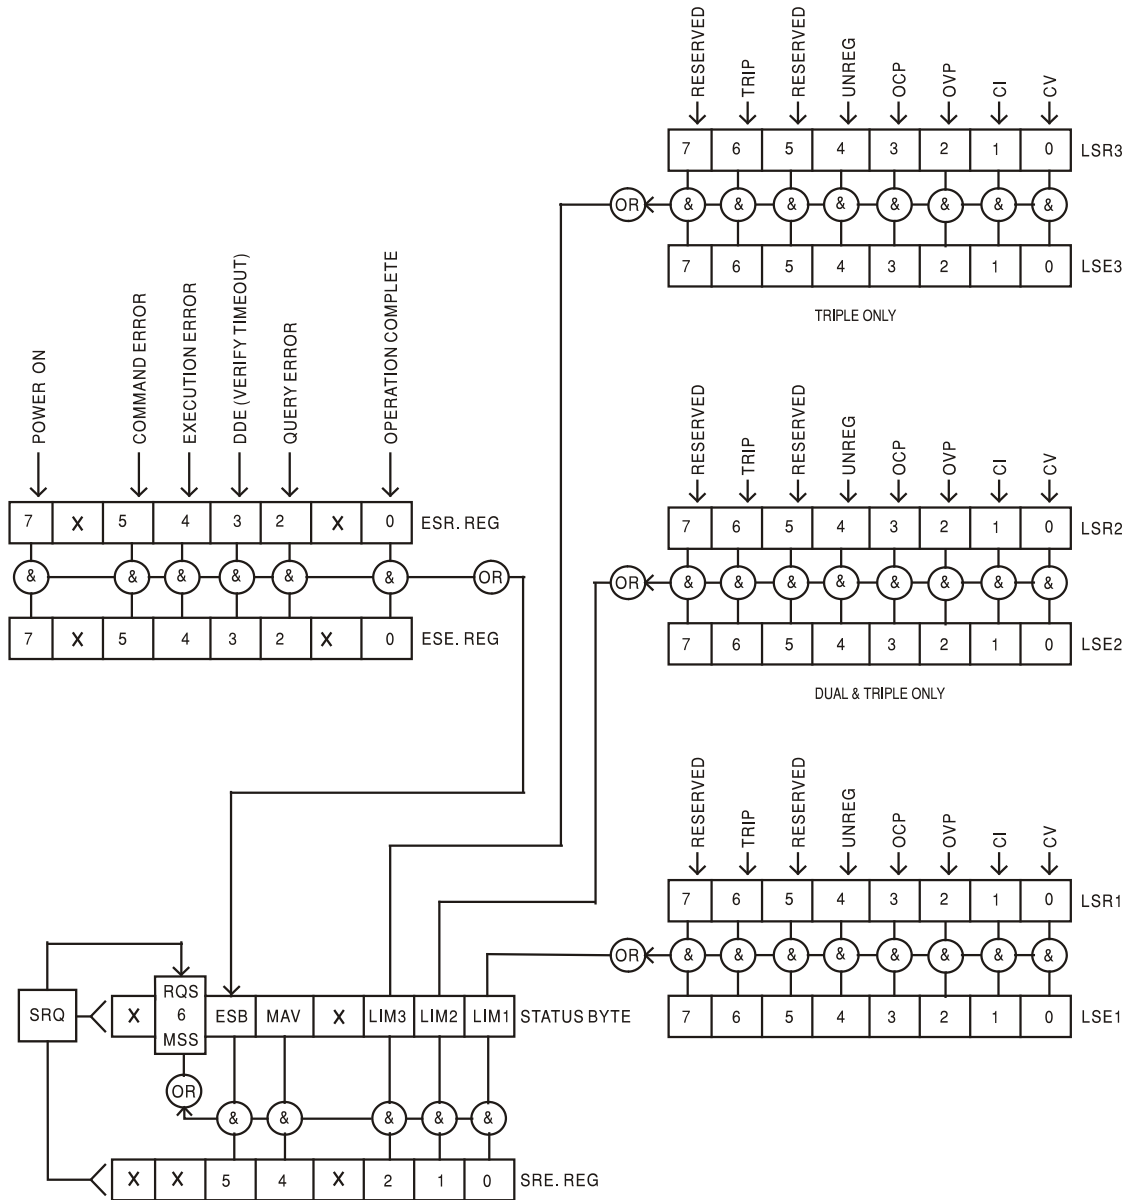 RESERVED TRIP RESERVED UNREG OCP OVP CI CV
7 6 5 4 3 2 1 0 LSR3
OR & & & & & & & &
7 6 5 4 3 2 1 0 LSE3
TRIPLE ONLY
POWER ON COMMAND ERROR EXECUTION ERROR DDE (VERIFY TIMEOUT) QUERY ERROR OPERATION COMPLETE
7 X 5 4 3 2 X 0 ESR. REG
& & & & & & OR
7 X 5 4 3 2 X 0 ESE. REG
RESERVED TRIP RESERVED UNREG OCP OVP CI CV
7 6 5 4 3 2 1 0 LSR2
OR & & & & & & & &
7 6 5 4 3 2 1 0 LSE2
DUAL & TRIPLE ONLY
RESERVED TRIP RESERVED UNREG OCP OVP CI CV
7 6 5 4 3 2 1 0 LSR1
OR & & & & & & & &
7 6 5 4 3 2 1 0 LSE1
SRQ
X RQS 6 MSS ESB MAV X LIM3 LIM2 LIM1 STATUS BYTE
OR
& & & & &
X X 5 4 X 2 1 0 SRE. REG